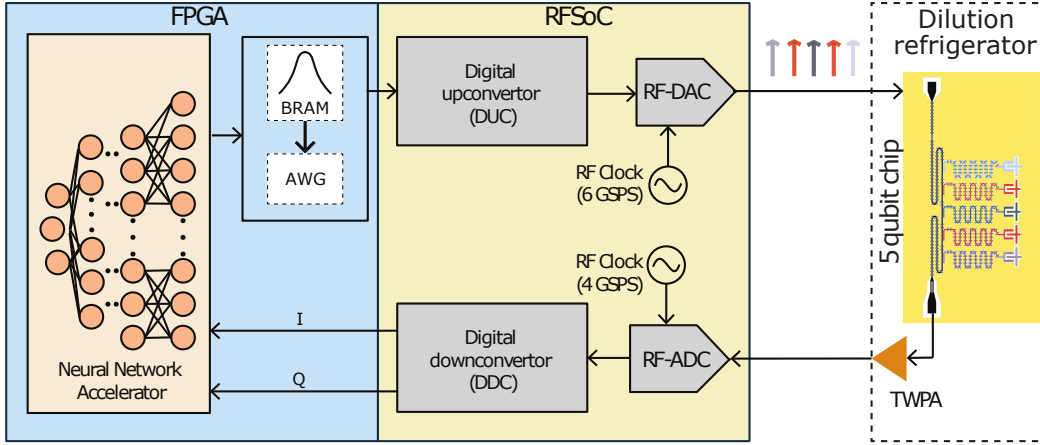 FPGA
RFSoC
Dilution
refrigerator
BRAM
AWG
Digital
upconvertor
(DUC)
RF-DAC
RF Clock
(6 GSPS)
5 qubit chip
RF Clock
(4 GSPS)
I
Q
Digital
downconvertor
(DDC)
RF-ADC
Neural Network
Accelerator
TWPA